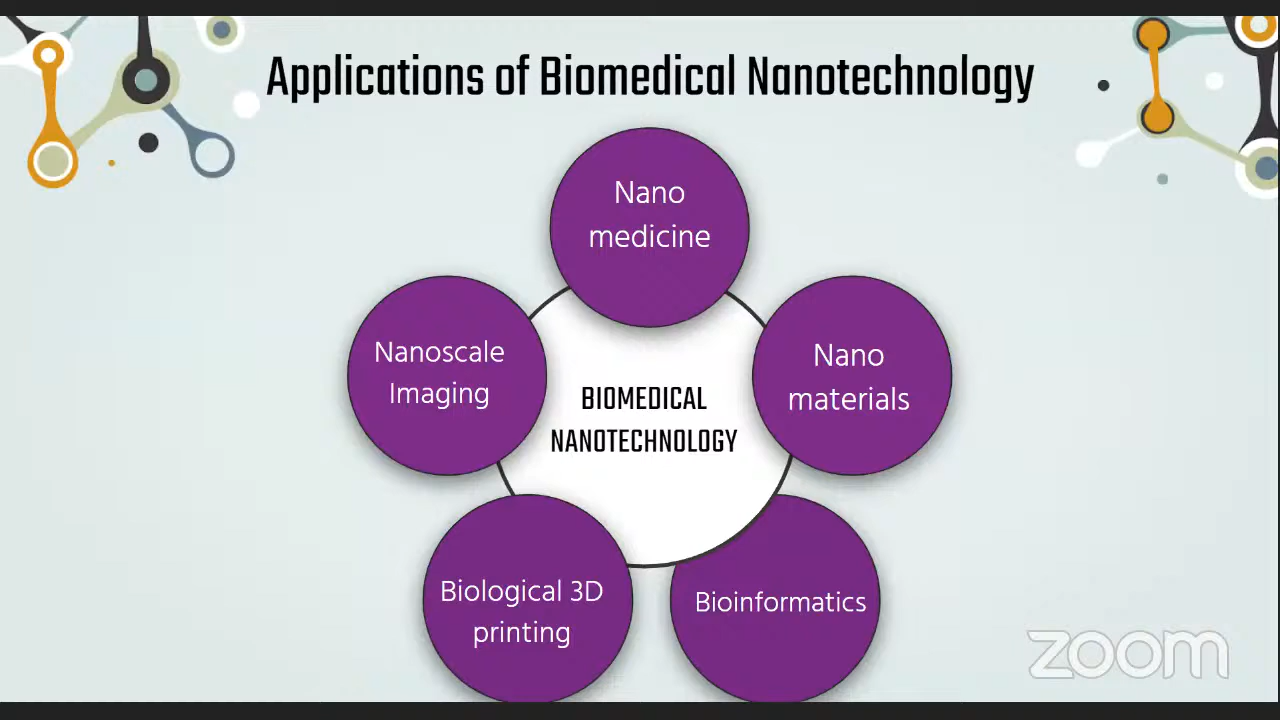 Applications of Biomedical Nanotechnology
Nano
medicine
Nanoscale
Imaging
Nano
materials
BIOMEDICAL
NANOTECHNOLOGY
Biological 3D
printing
Bioinformatics
zoom